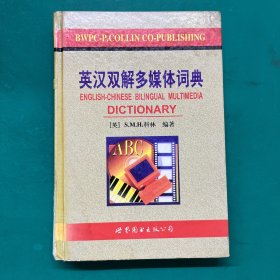 BWPC-P.COLLIN CO-PUBLISHING
英汉双解多媒体词典
ENGLISH-CHINESE BILINGUAL MULTIMEDIA
DICTIONARY
[英] S.M.H.科林 编著
ABC
世界图书出版公司